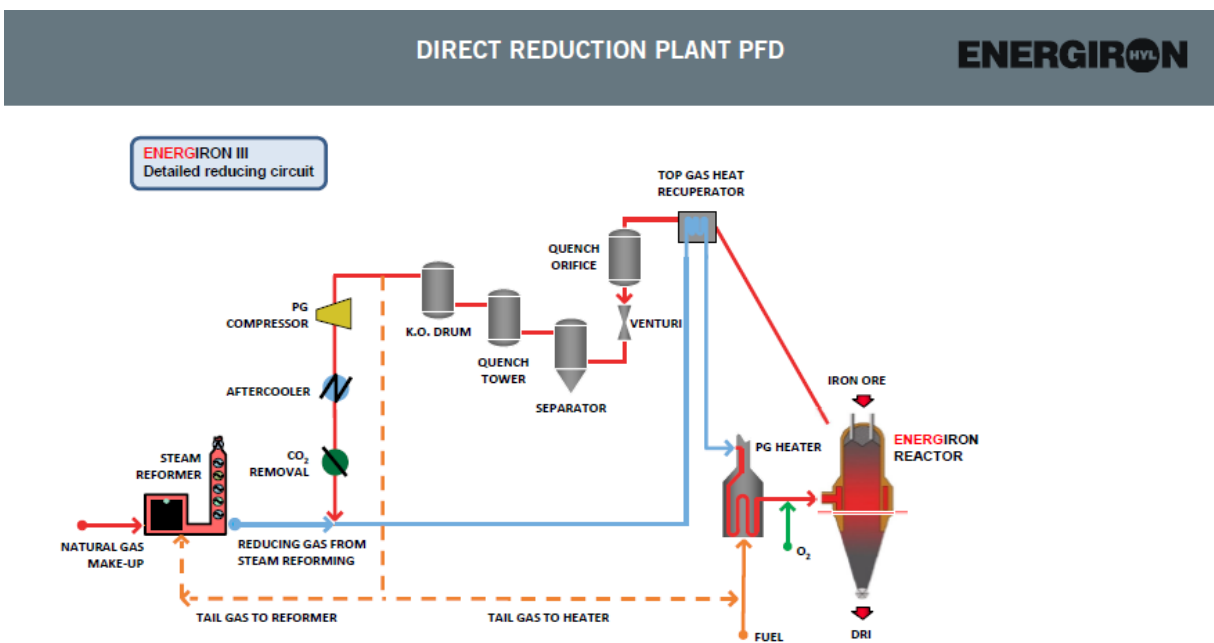 DIRECT REDUCTION PLANT PFD
ENERGIRON
HYL
ENERGIRON III
Detailed reducing circuit
TOP GAS HEAT
RECUPERATOR
QUENCH
ORIFICE
PG
COMPRESSOR
K.O. DRUM
VENTURI
QUENCH
TOWER
SEPARATOR
AFTERCOOLER
IRON ORE
ENERGIRON
REACTOR
PG HEATER
STEAM
REFORMER
CO₂
REMOVAL
NATURAL GAS
MAKE-UP
REDUCING GAS FROM
STEAM REFORMING
O₂
TAIL GAS TO REFORMER
TAIL GAS TO HEATER
FUEL
DRI